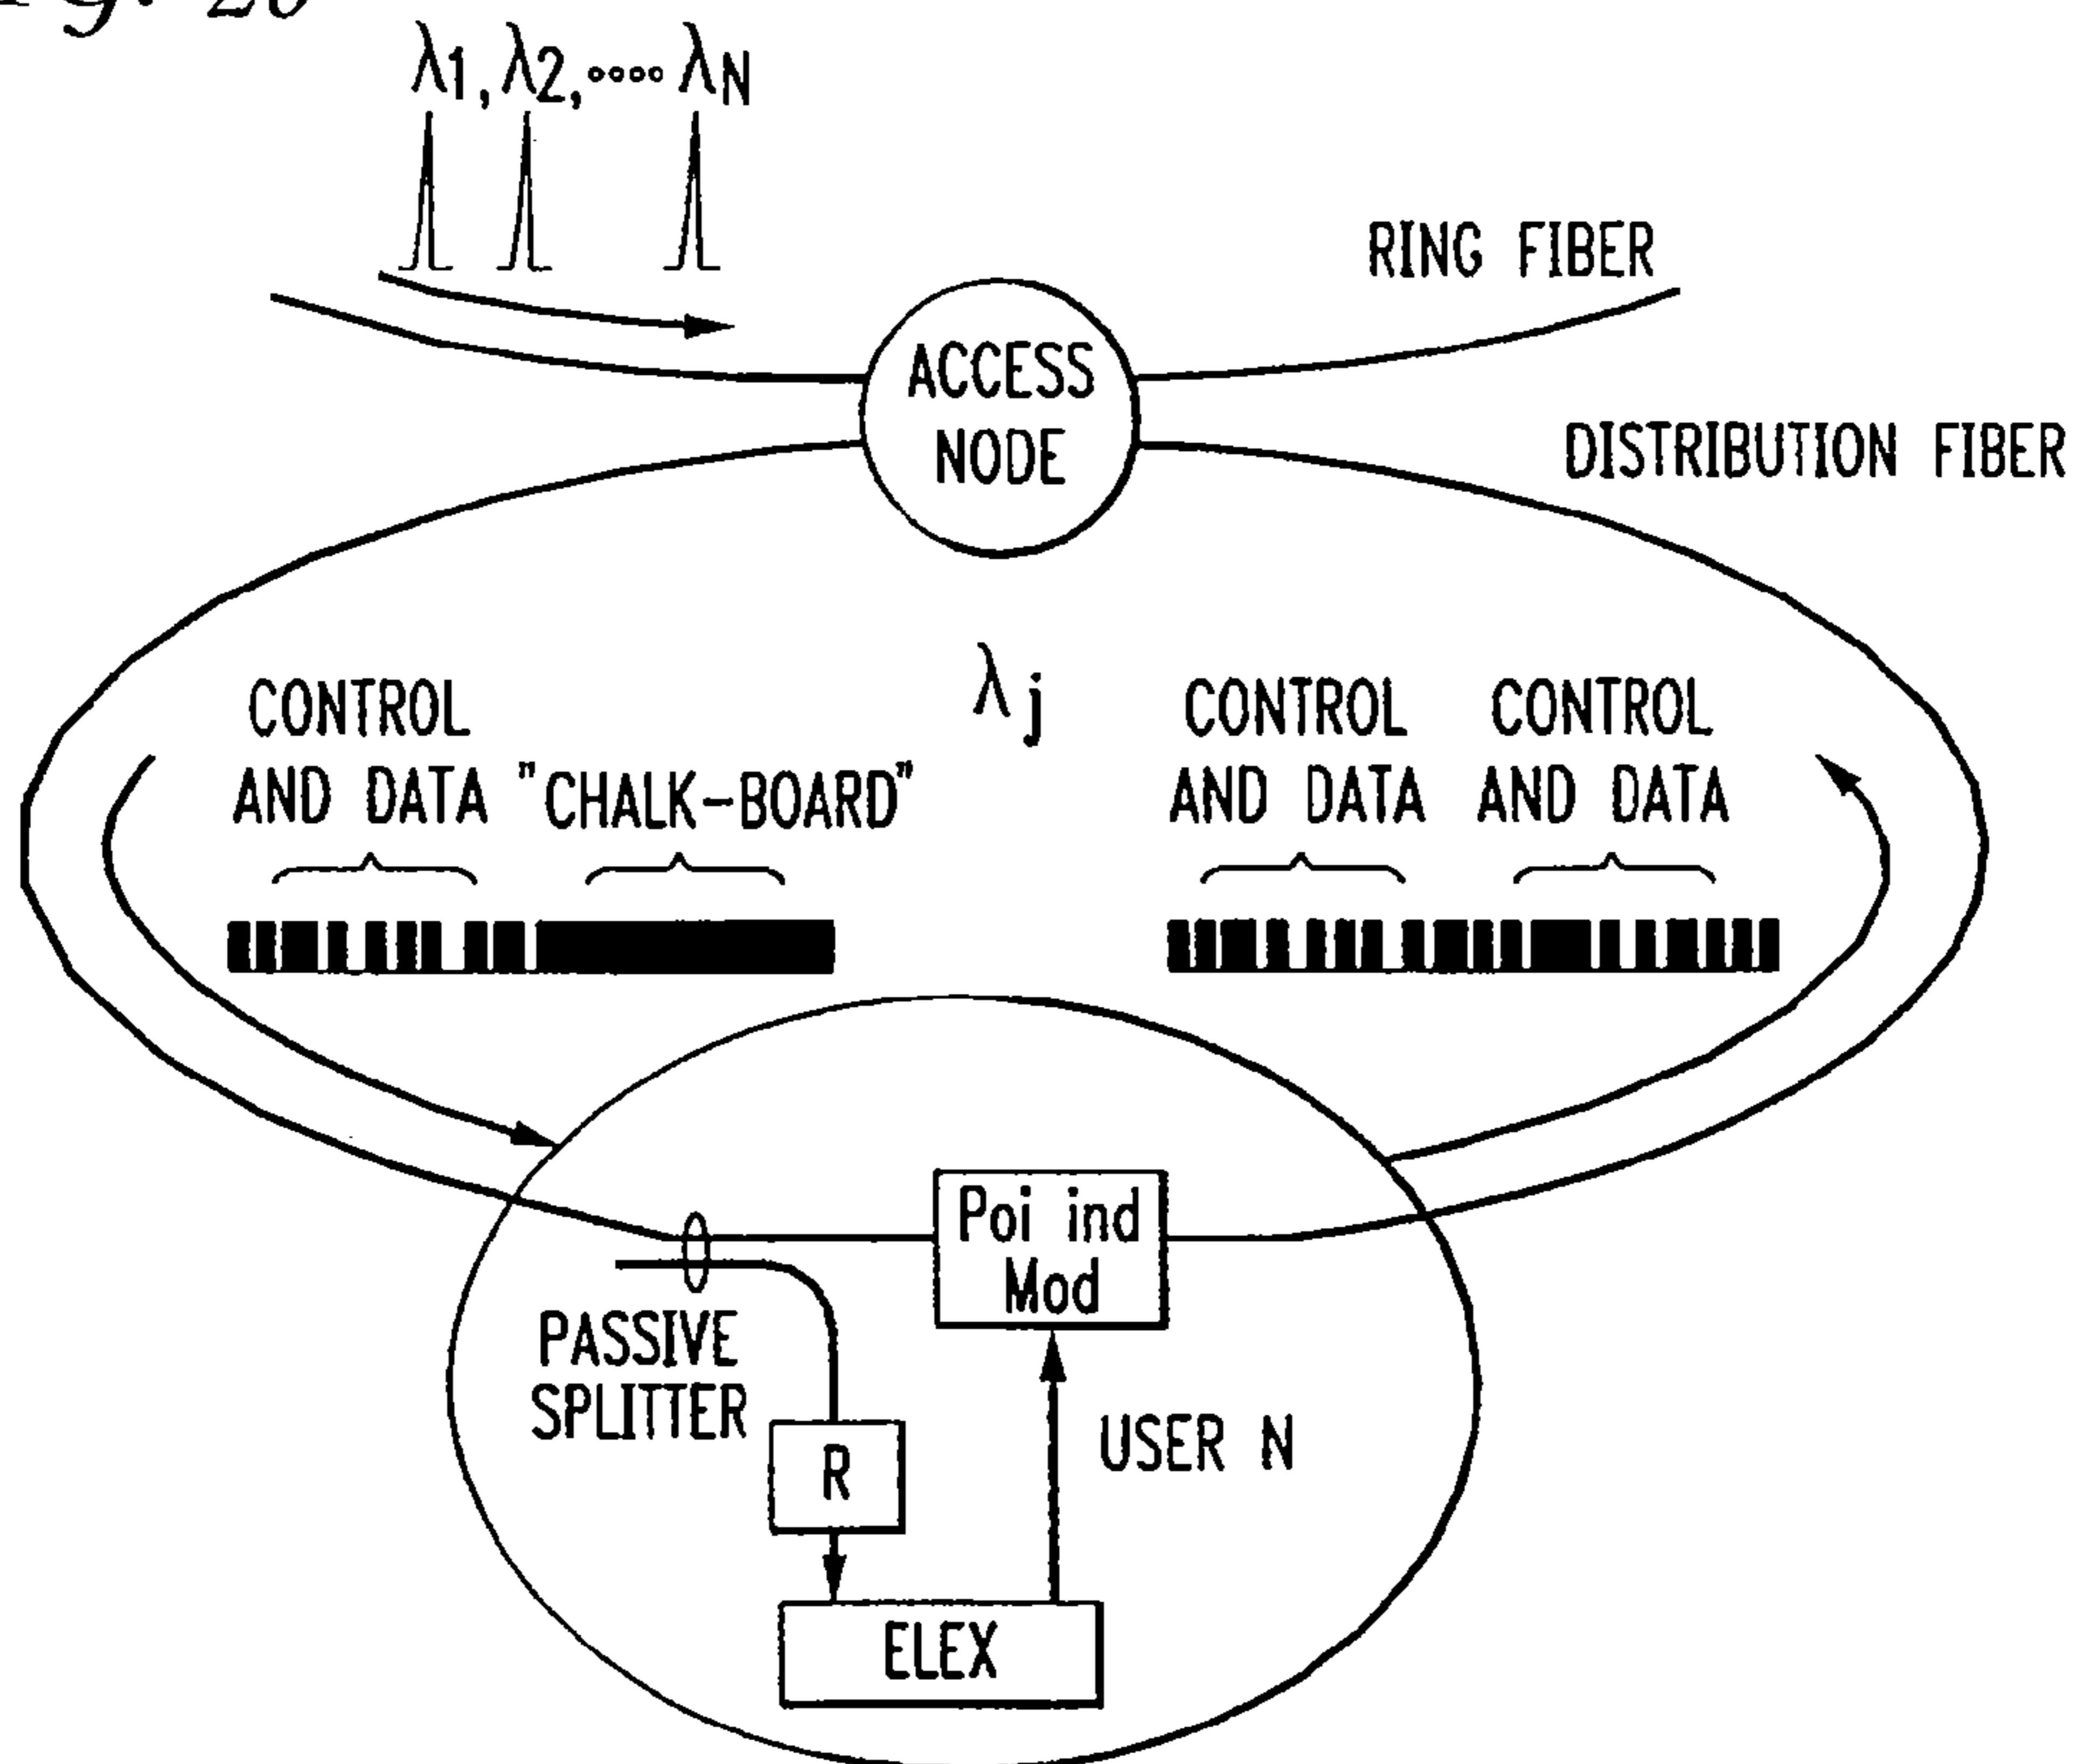 λ1, λ2, ∘∘∘∘ λN
RING FIBER
ACCESS
NODE
DISTRIBUTION FIBER
λj
CONTROL
AND DATA
"CHALK-BOARD"
CONTROL
AND DATA
CONTROL
AND DATA
Poi ind
Mod
PASSIVE
SPLITTER
R
USER N
ELEX